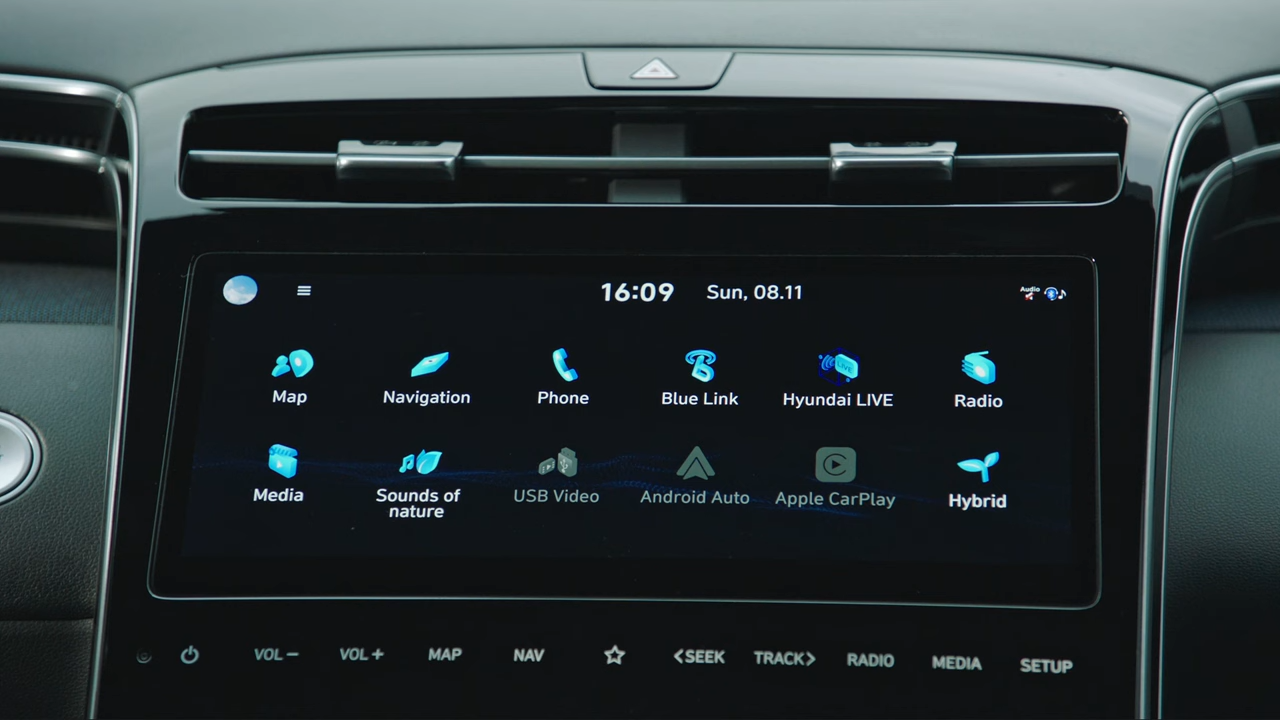 16:09 Sun, 08.11 Audio
Map Navigation Phone Blue Link Hyundai LIVE Radio
LIVE
Media Sounds of USB Video Android Auto Apple CarPlay Hybrid
nature
VOL− VOL+ MAP NAV <SEEK TRACK> RADIO MEDIA SETUP